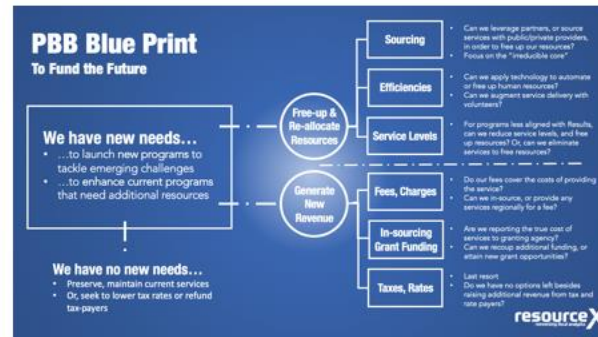 PBB Blue Print
To Fund the Future
We have new needs…
• …to launch new programs to
tackle emerging challenges
• …to enhance current programs
that need additional resources
We have no new needs…
• Preserve, maintain current services
• Or, seek to lower tax rates or refund
tax-payers
Free-up &
Re-allocate
Resources
Sourcing
• Can we leverage partners, or source
services with public/private providers,
in order to free up our resources?
• Focus on the "irreducible core"
Efficiencies
• Can we apply technology to automate
or free up human resources?
• Can we augment service delivery with
volunteers?
Service Levels
• For programs less aligned with Results,
can we reduce service levels, and free
up resources? Or, can we eliminate
services to free resources?
Generate
New
Revenue
Fees, Charges
• Do our fees cover the costs of providing
the service?
• Can we in-source, or provide any
services regionally for a fee?
In-sourcing
Grant Funding
• Are we reporting the true cost of
services to granting agency?
• Can we recoup additional funding, or
attain new grant opportunities?
Taxes, Rates
• Last resort
• Do we have no options left besides
raising additional revenue from tax and
rate payers?
resourceX